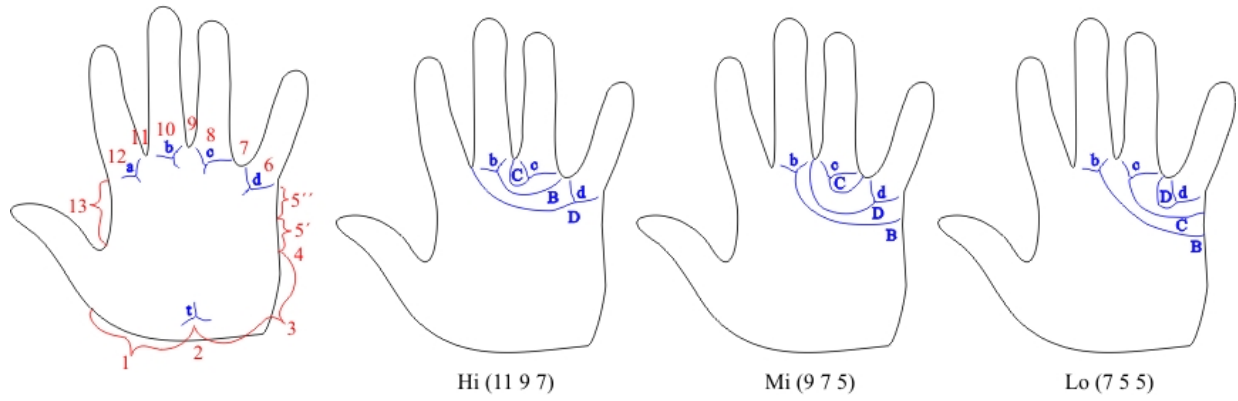 11 10 9 8
12 a b c 7
6
d
13 5´´
5´
4
t
3
1 2
b C c B d D
Hi (11 9 7)
b c C d D B
Mi (9 7 5)
b c D d C B
Lo (7 5 5)